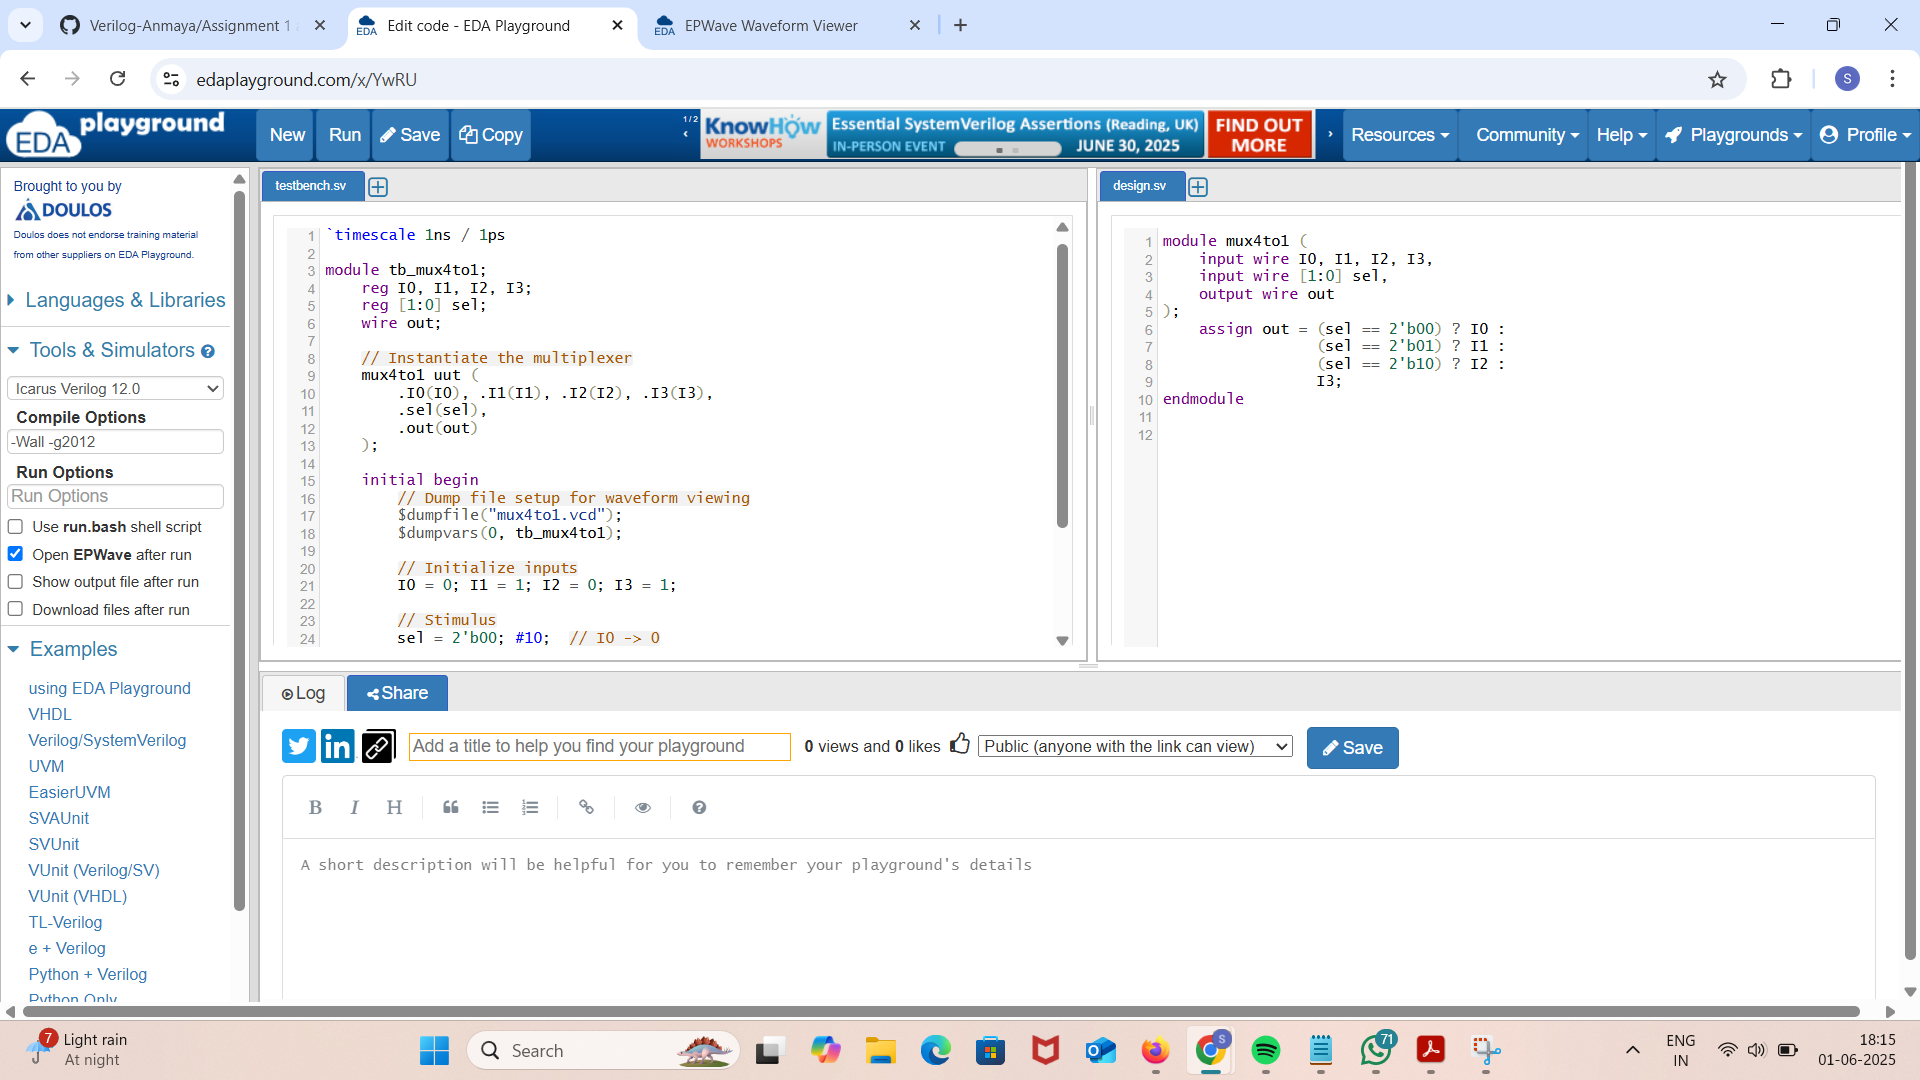 Verilog-Anmaya/Assignment 1 a
Edit code - EDA Playground
EPWave Waveform Viewer
edaplayground.com/x/YwRU
S
EDA playground
New
Run
Save
Copy
1/2
KnowHow WORKSHOPS
Essential SystemVerilog Assertions (Reading, UK)
IN-PERSON EVENT
JUNE 30, 2025
FIND OUT MORE
Resources
Community
Help
Playgrounds
Profile
Brought to you by
DOULOS
Doulos does not endorse training material
from other suppliers on EDA Playground.
Languages & Libraries
Tools & Simulators
Icarus Verilog 12.0
Compile Options
-Wall -g2012
Run Options
Run Options
Use run.bash shell script
Open EPWave after run
Show output file after run
Download files after run
Examples
using EDA Playground
VHDL
Verilog/SystemVerilog
UVM
EasierUVM
SVAUnit
SVUnit
VUnit (Verilog/SV)
VUnit (VHDL)
TL-Verilog
e + Verilog
Python + Verilog
Python Only
testbench.sv
1 `timescale 1ns / 1ps
2
3 module tb_mux4to1;
4 reg I0, I1, I2, I3;
5 reg [1:0] sel;
6 wire out;
7
8 // Instantiate the multiplexer
9 mux4to1 uut (
10 .I0(I0), .I1(I1), .I2(I2), .I3(I3),
11 .sel(sel),
12 .out(out)
13 );
14
15 initial begin
16 // Dump file setup for waveform viewing
17 $dumpfile("mux4to1.vcd");
18 $dumpvars(0, tb_mux4to1);
19
20 // Initialize inputs
21 I0 = 0; I1 = 1; I2 = 0; I3 = 1;
22
23 // Stimulus
24 sel = 2'b00; #10; // I0 -> 0
design.sv
1 module mux4to1 (
2 input wire I0, I1, I2, I3,
3 input wire [1:0] sel,
4 output wire out
5 );
6 assign out = (sel == 2'b00) ? I0 :
7 (sel == 2'b01) ? I1 :
8 (sel == 2'b10) ? I2 :
9 I3;
10 endmodule
11
12
Log
Share
Add a title to help you find your playground
0 views and 0 likes
Public (anyone with the link can view)
Save
B I H
A short description will be helpful for you to remember your playground's details
7
Light rain
At night
Search
S
71
ENG
IN
18:15
01-06-2025